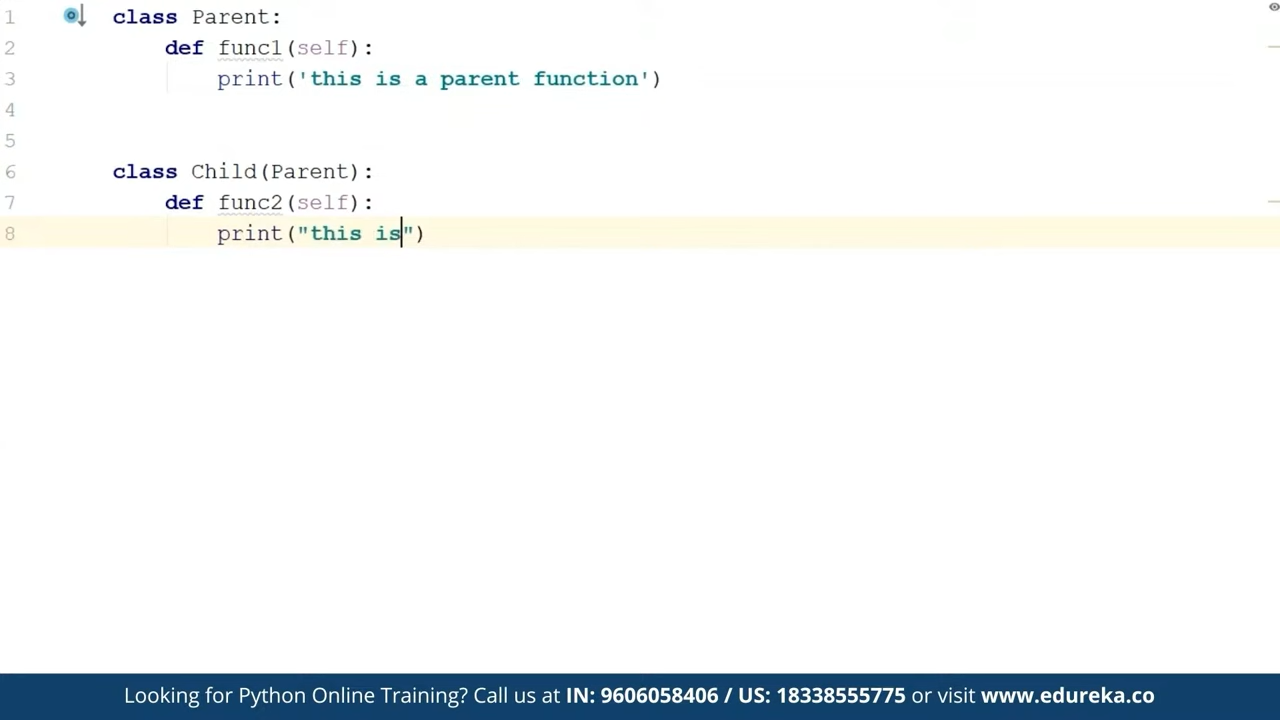 1 class Parent:
2 def func1(self):
3 print('this is a parent function')
4
5
6 class Child(Parent):
7 def func2(self):
8 print("this is")
Looking for Python Online Training? Call us at IN: 9606058406 / US: 18338555775 or visit www.edureka.co